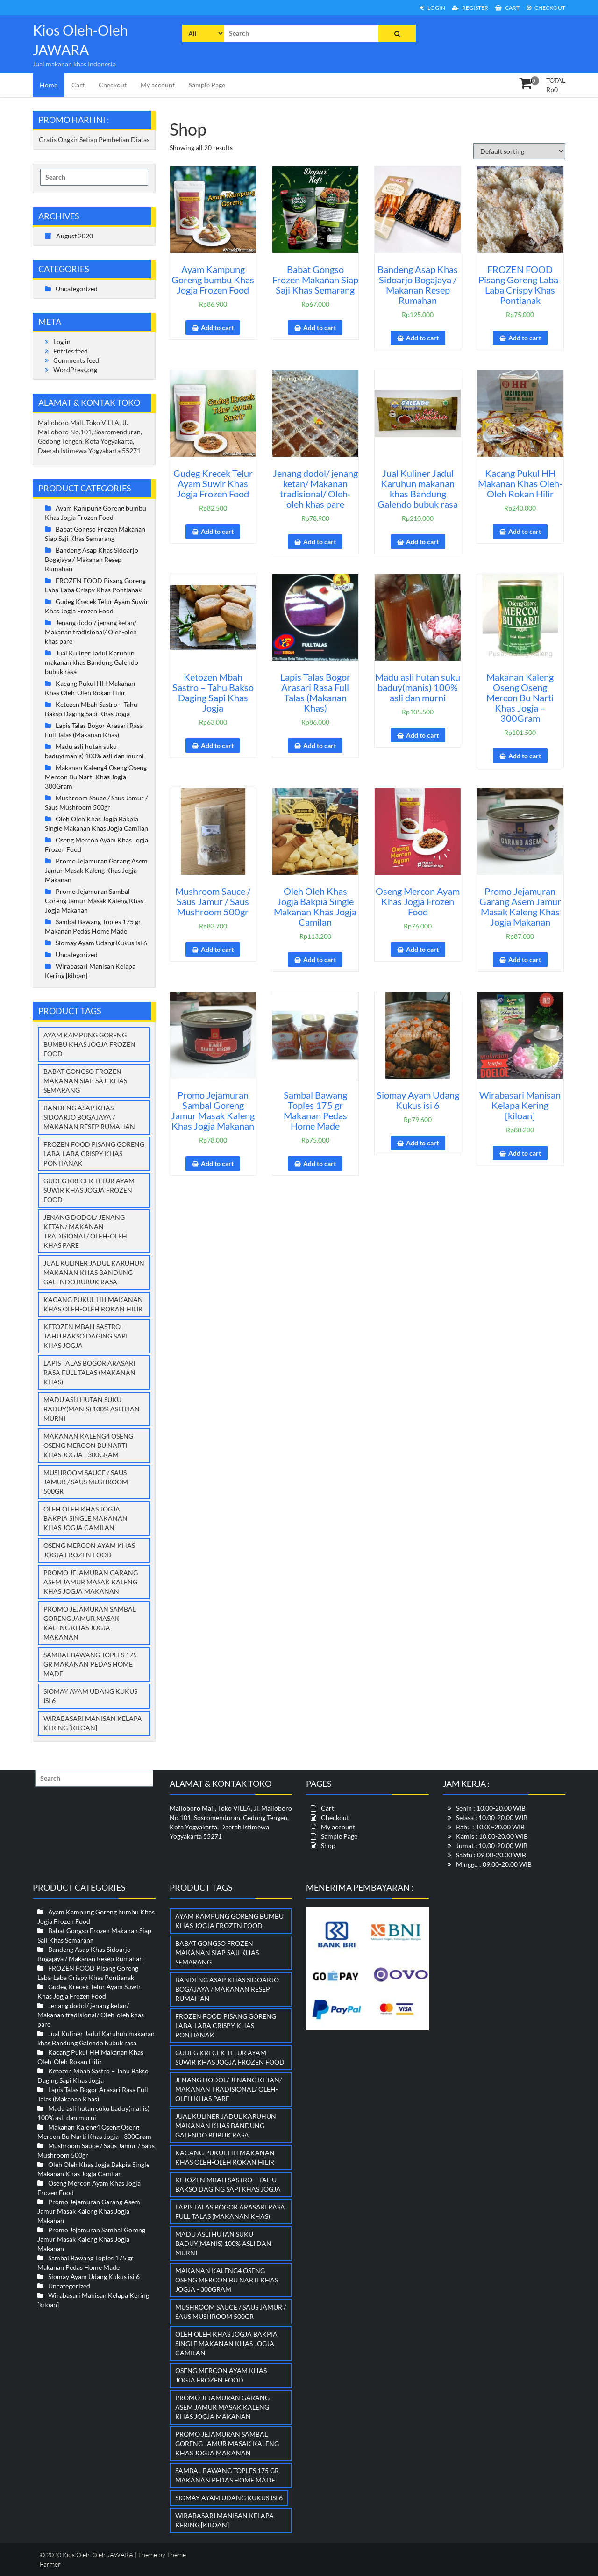 LOGIN REGISTER CART CHECKOUT
Kios Oleh-Oleh
JAWARA
Jual makanan khas Indonesia
All
Search
Home Cart Checkout My account Sample Page
0
TOTAL
Rp0
PROMO HARI INI :
Gratis Ongkir Setiap Pembelian Diatas
Search
ARCHIVES
August 2020
CATEGORIES
Uncategorized
META
Log in
Entries feed
Comments feed
WordPress.org
ALAMAT & KONTAK TOKO
Malioboro Mall, Toko VILLA, Jl.
Malioboro No.101, Sosromenduran,
Gedong Tengen, Kota Yogyakarta,
Daerah Istimewa Yogyakarta 55271
PRODUCT CATEGORIES
Ayam Kampung Goreng bumbu
Khas Jogja Frozen Food
Babat Gongso Frozen Makanan
Siap Saji Khas Semarang
Bandeng Asap Khas Sidoarjo
Bogajaya / Makanan Resep
Rumahan
FROZEN FOOD Pisang Goreng
Laba-Laba Crispy Khas Pontianak
Gudeg Krecek Telur Ayam Suwir
Khas Jogja Frozen Food
Jenang dodol/ jenang ketan/
Makanan tradisional/ Oleh-oleh
khas pare
Jual Kuliner Jadul Karuhun
makanan khas Bandung Galendo
bubuk rasa
Kacang Pukul HH Makanan
Khas Oleh-Oleh Rokan Hilir
Ketozen Mbah Sastro – Tahu
Bakso Daging Sapi Khas Jogja
Lapis Talas Bogor Arasari Rasa
Full Talas (Makanan Khas)
Madu asli hutan suku
baduy(manis) 100% asli dan murni
Makanan Kaleng4 Oseng Oseng
Mercon Bu Narti Khas Jogja -
300Gram
Mushroom Sauce / Saus Jamur /
Saus Mushroom 500gr
Oleh Oleh Khas Jogja Bakpia
Single Makanan Khas Jogja Camilan
Oseng Mercon Ayam Khas Jogja
Frozen Food
Promo Jejamuran Garang Asem
Jamur Masak Kaleng Khas Jogja
Makanan
Promo Jejamuran Sambal
Goreng Jamur Masak Kaleng Khas
Jogja Makanan
Sambal Bawang Toples 175 gr
Makanan Pedas Home Made
Siomay Ayam Udang Kukus isi 6
Uncategorized
Wirabasari Manisan Kelapa
Kering [kiloan]
PRODUCT TAGS
AYAM KAMPUNG GORENG
BUMBU KHAS JOGJA FROZEN
FOOD
BABAT GONGSO FROZEN
MAKANAN SIAP SAJI KHAS
SEMARANG
BANDENG ASAP KHAS
SIDOARJO BOGAJAYA /
MAKANAN RESEP RUMAHAN
FROZEN FOOD PISANG GORENG
LABA-LABA CRISPY KHAS
PONTIANAK
GUDEG KRECEK TELUR AYAM
SUWIR KHAS JOGJA FROZEN
FOOD
JENANG DODOL/ JENANG
KETAN/ MAKANAN
TRADISIONAL/ OLEH-OLEH
KHAS PARE
JUAL KULINER JADUL KARUHUN
MAKANAN KHAS BANDUNG
GALENDO BUBUK RASA
KACANG PUKUL HH MAKANAN
KHAS OLEH-OLEH ROKAN HILIR
KETOZEN MBAH SASTRO –
TAHU BAKSO DAGING SAPI
KHAS JOGJA
LAPIS TALAS BOGOR ARASARI
RASA FULL TALAS (MAKANAN
KHAS)
MADU ASLI HUTAN SUKU
BADUY(MANIS) 100% ASLI DAN
MURNI
MAKANAN KALENG4 OSENG
OSENG MERCON BU NARTI
KHAS JOGJA - 300GRAM
MUSHROOM SAUCE / SAUS
JAMUR / SAUS MUSHROOM
500GR
OLEH OLEH KHAS JOGJA
BAKPIA SINGLE MAKANAN
KHAS JOGJA CAMILAN
OSENG MERCON AYAM KHAS
JOGJA FROZEN FOOD
PROMO JEJAMURAN GARANG
ASEM JAMUR MASAK KALENG
KHAS JOGJA MAKANAN
PROMO JEJAMURAN SAMBAL
GORENG JAMUR MASAK
KALENG KHAS JOGJA
MAKANAN
SAMBAL BAWANG TOPLES 175
GR MAKANAN PEDAS HOME
MADE
SIOMAY AYAM UDANG KUKUS
ISI 6
WIRABASARI MANISAN KELAPA
KERING [KILOAN]
Shop
Showing all 20 results
Default sorting
Ayam Kampung
Goreng bumbu Khas
Jogja Frozen Food
Rp86.900
Add to cart
Dapur
Hefi
Babat Gongso
Frozen Makanan Siap
Saji Khas Semarang
Rp67.000
Add to cart
Bandeng Asap Khas
Sidoarjo Bogajaya /
Makanan Resep
Rumahan
Rp125.000
Add to cart
FROZEN FOOD
Pisang Goreng Laba-
Laba Crispy Khas
Pontianak
Rp75.000
Add to cart
Gudeg Krecek
Telur Ayam
Suwir
Gudeg Krecek Telur
Ayam Suwir Khas
Jogja Frozen Food
Rp82.500
Add to cart
Jenang dodol/ jenang
ketan/ Makanan
tradisional/ Oleh-
oleh khas pare
Rp78.900
Add to cart
GALENDO
Jual Kuliner Jadul
Karuhun makanan
khas Bandung
Galendo bubuk rasa
Rp210.000
Add to cart
HH
KACANG PUKUL
Kacang Pukul HH
Makanan Khas Oleh-
Oleh Rokan Hilir
Rp240.000
Add to cart
Ketozen Mbah
Sastro – Tahu Bakso
Daging Sapi Khas
Jogja
Rp63.000
Add to cart
FULL TALAS
Lapis Talas Bogor
Arasari Rasa Full
Talas (Makanan
Khas)
Rp86.000
Add to cart
Madu asli hutan suku
baduy(manis) 100%
asli dan murni
Rp105.500
Add to cart
Oseng Oseng
MERCON
BU NARTI
Makanan Kaleng
Oseng Oseng
Mercon Bu Narti
Khas Jogja –
300Gram
Rp101.500
Add to cart
Mushroom Sauce /
Saus Jamur / Saus
Mushroom 500gr
Rp83.700
Add to cart
Oleh Oleh Khas
Jogja Bakpia Single
Makanan Khas Jogja
Camilan
Rp113.200
Add to cart
Oseng
Mercon
Ayam
Oseng Mercon Ayam
Khas Jogja Frozen
Food
Rp76.000
Add to cart
GARANG ASEM
Promo Jejamuran
Garang Asem Jamur
Masak Kaleng Khas
Jogja Makanan
Rp87.000
Add to cart
SAMBAL GORENG
Promo Jejamuran
Sambal Goreng
Jamur Masak Kaleng
Khas Jogja Makanan
Rp78.000
Add to cart
Sambal Bawang
Toples 175 gr
Makanan Pedas
Home Made
Rp75.000
Add to cart
Siomay Ayam Udang
Kukus isi 6
Rp79.600
Add to cart
Wirabasari Manisan
Kelapa Kering
[kiloan]
Rp88.200
Add to cart
Search
ALAMAT & KONTAK TOKO
Malioboro Mall, Toko VILLA, Jl. Malioboro
No.101, Sosromenduran, Gedong Tengen,
Kota Yogyakarta, Daerah Istimewa
Yogyakarta 55271
PAGES
Cart
Checkout
My account
Sample Page
Shop
JAM KERJA :
Senin : 10.00-20.00 WIB
Selasa : 10.00-20.00 WIB
Rabu : 10.00-20.00 WIB
Kamis : 10.00-20.00 WIB
Jumat : 10.00-20.00 WIB
Sabtu : 09.00-20.00 WIB
Minggu : 09.00-20.00 WIB
PRODUCT CATEGORIES
Ayam Kampung Goreng bumbu Khas
Jogja Frozen Food
Babat Gongso Frozen Makanan Siap
Saji Khas Semarang
Bandeng Asap Khas Sidoarjo
Bogajaya / Makanan Resep Rumahan
FROZEN FOOD Pisang Goreng
Laba-Laba Crispy Khas Pontianak
Gudeg Krecek Telur Ayam Suwir
Khas Jogja Frozen Food
Jenang dodol/ jenang ketan/
Makanan tradisional/ Oleh-oleh khas
pare
Jual Kuliner Jadul Karuhun makanan
khas Bandung Galendo bubuk rasa
Kacang Pukul HH Makanan Khas
Oleh-Oleh Rokan Hilir
Ketozen Mbah Sastro – Tahu Bakso
Daging Sapi Khas Jogja
Lapis Talas Bogor Arasari Rasa Full
Talas (Makanan Khas)
Madu asli hutan suku baduy(manis)
100% asli dan murni
Makanan Kaleng4 Oseng Oseng
Mercon Bu Narti Khas Jogja - 300Gram
Mushroom Sauce / Saus Jamur / Saus
Mushroom 500gr
Oleh Oleh Khas Jogja Bakpia Single
Makanan Khas Jogja Camilan
Oseng Mercon Ayam Khas Jogja
Frozen Food
Promo Jejamuran Garang Asem
Jamur Masak Kaleng Khas Jogja
Makanan
Promo Jejamuran Sambal Goreng
Jamur Masak Kaleng Khas Jogja
Makanan
Sambal Bawang Toples 175 gr
Makanan Pedas Home Made
Siomay Ayam Udang Kukus isi 6
Uncategorized
Wirabasari Manisan Kelapa Kering
[kiloan]
PRODUCT TAGS
AYAM KAMPUNG GORENG BUMBU
KHAS JOGJA FROZEN FOOD
BABAT GONGSO FROZEN
MAKANAN SIAP SAJI KHAS
SEMARANG
BANDENG ASAP KHAS SIDOARJO
BOGAJAYA / MAKANAN RESEP
RUMAHAN
FROZEN FOOD PISANG GORENG
LABA-LABA CRISPY KHAS
PONTIANAK
GUDEG KRECEK TELUR AYAM
SUWIR KHAS JOGJA FROZEN FOOD
JENANG DODOL/ JENANG KETAN/
MAKANAN TRADISIONAL/ OLEH-
OLEH KHAS PARE
JUAL KULINER JADUL KARUHUN
MAKANAN KHAS BANDUNG
GALENDO BUBUK RASA
KACANG PUKUL HH MAKANAN
KHAS OLEH-OLEH ROKAN HILIR
KETOZEN MBAH SASTRO – TAHU
BAKSO DAGING SAPI KHAS JOGJA
LAPIS TALAS BOGOR ARASARI RASA
FULL TALAS (MAKANAN KHAS)
MADU ASLI HUTAN SUKU
BADUY(MANIS) 100% ASLI DAN
MURNI
MAKANAN KALENG4 OSENG
OSENG MERCON BU NARTI KHAS
JOGJA - 300GRAM
MUSHROOM SAUCE / SAUS JAMUR /
SAUS MUSHROOM 500GR
OLEH OLEH KHAS JOGJA BAKPIA
SINGLE MAKANAN KHAS JOGJA
CAMILAN
OSENG MERCON AYAM KHAS
JOGJA FROZEN FOOD
PROMO JEJAMURAN GARANG
ASEM JAMUR MASAK KALENG
KHAS JOGJA MAKANAN
PROMO JEJAMURAN SAMBAL
GORENG JAMUR MASAK KALENG
KHAS JOGJA MAKANAN
SAMBAL BAWANG TOPLES 175 GR
MAKANAN PEDAS HOME MADE
SIOMAY AYAM UDANG KUKUS ISI 6
WIRABASARI MANISAN KELAPA
KERING [KILOAN]
MENERIMA PEMBAYARAN :
BANK BRI
BNI
GO PAY
OVO
PayPal
MasterCard
© 2020 Kios Oleh-Oleh JAWARA | Theme by Theme
Farmer